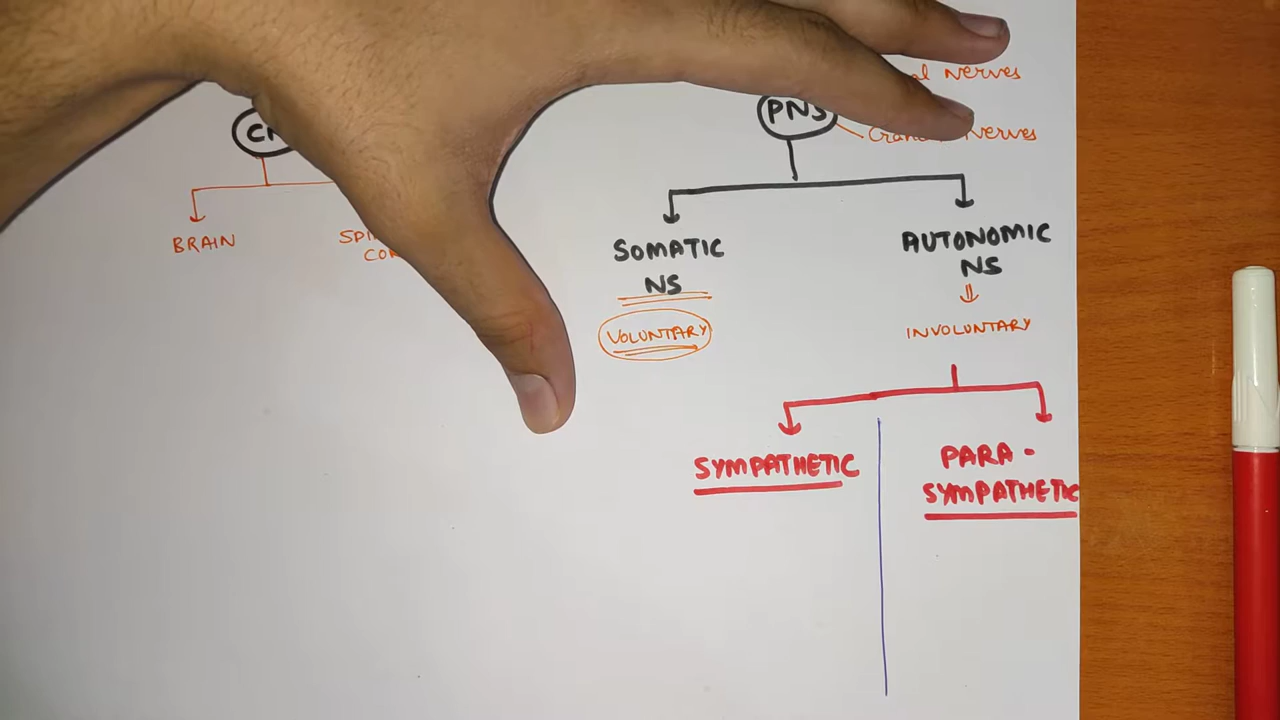 Nerves
PNS
Nerves
BRAIN
SOMATIC
NS
VOLUNTARY
AUTONOMIC
NS
INVOLUNTARY
SYMPATHETIC
PARA-
SYMPATHETIC